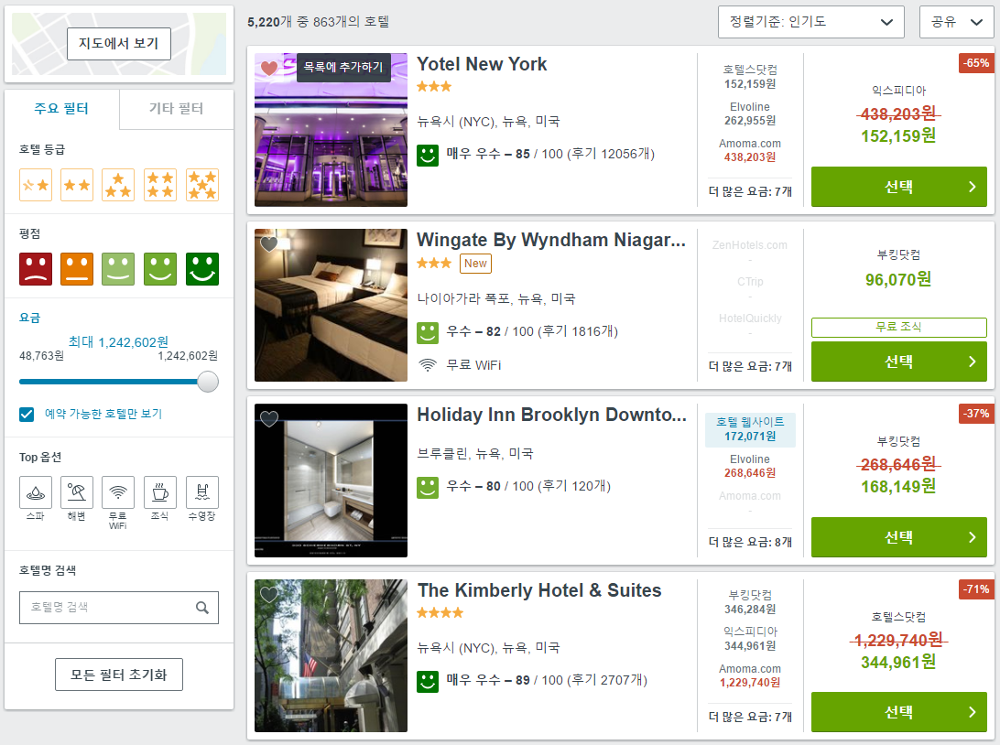 지도에서 보기
주요 필터
기타 필터
호텔 등급
평점
요금
최대 1,242,602원
48,763원
1,242,602원
예약 가능한 호텔만 보기
Top 옵션
스파
해변
무료
WiFi
조식
수영장
호텔명 검색
호텔명 검색
모든 필터 초기화
5,220개 중 863개의 호텔
정렬기준: 인기도
공유
목록에 추가하기
Yotel New York
뉴욕시 (NYC), 뉴욕, 미국
매우 우수 – 85 / 100 (후기 12056개)
호텔스닷컴
152,159원
Elvoline
262,955원
Amoma.com
438,203원
더 많은 요금: 7개
-65%
익스피디아
438,203원
152,159원
선택
Wingate By Wyndham Niagar...
New
나이아가라 폭포, 뉴욕, 미국
우수 – 82 / 100 (후기 1816개)
무료 WiFi
ZenHotels.com
-
CTrip
-
HotelQuickly
-
더 많은 요금: 7개
부킹닷컴
96,070원
무료 조식
선택
Holiday Inn Brooklyn Downto...
브루클린, 뉴욕, 미국
우수 – 80 / 100 (후기 120개)
호텔 웹사이트
172,071원
Elvoline
268,646원
Amoma.com
-
더 많은 요금: 8개
-37%
부킹닷컴
268,646원
168,149원
선택
The Kimberly Hotel & Suites
뉴욕시 (NYC), 뉴욕, 미국
매우 우수 – 89 / 100 (후기 2707개)
부킹닷컴
346,284원
익스피디아
344,961원
Amoma.com
1,229,740원
더 많은 요금: 7개
-71%
호텔스닷컴
1,229,740원
344,961원
선택